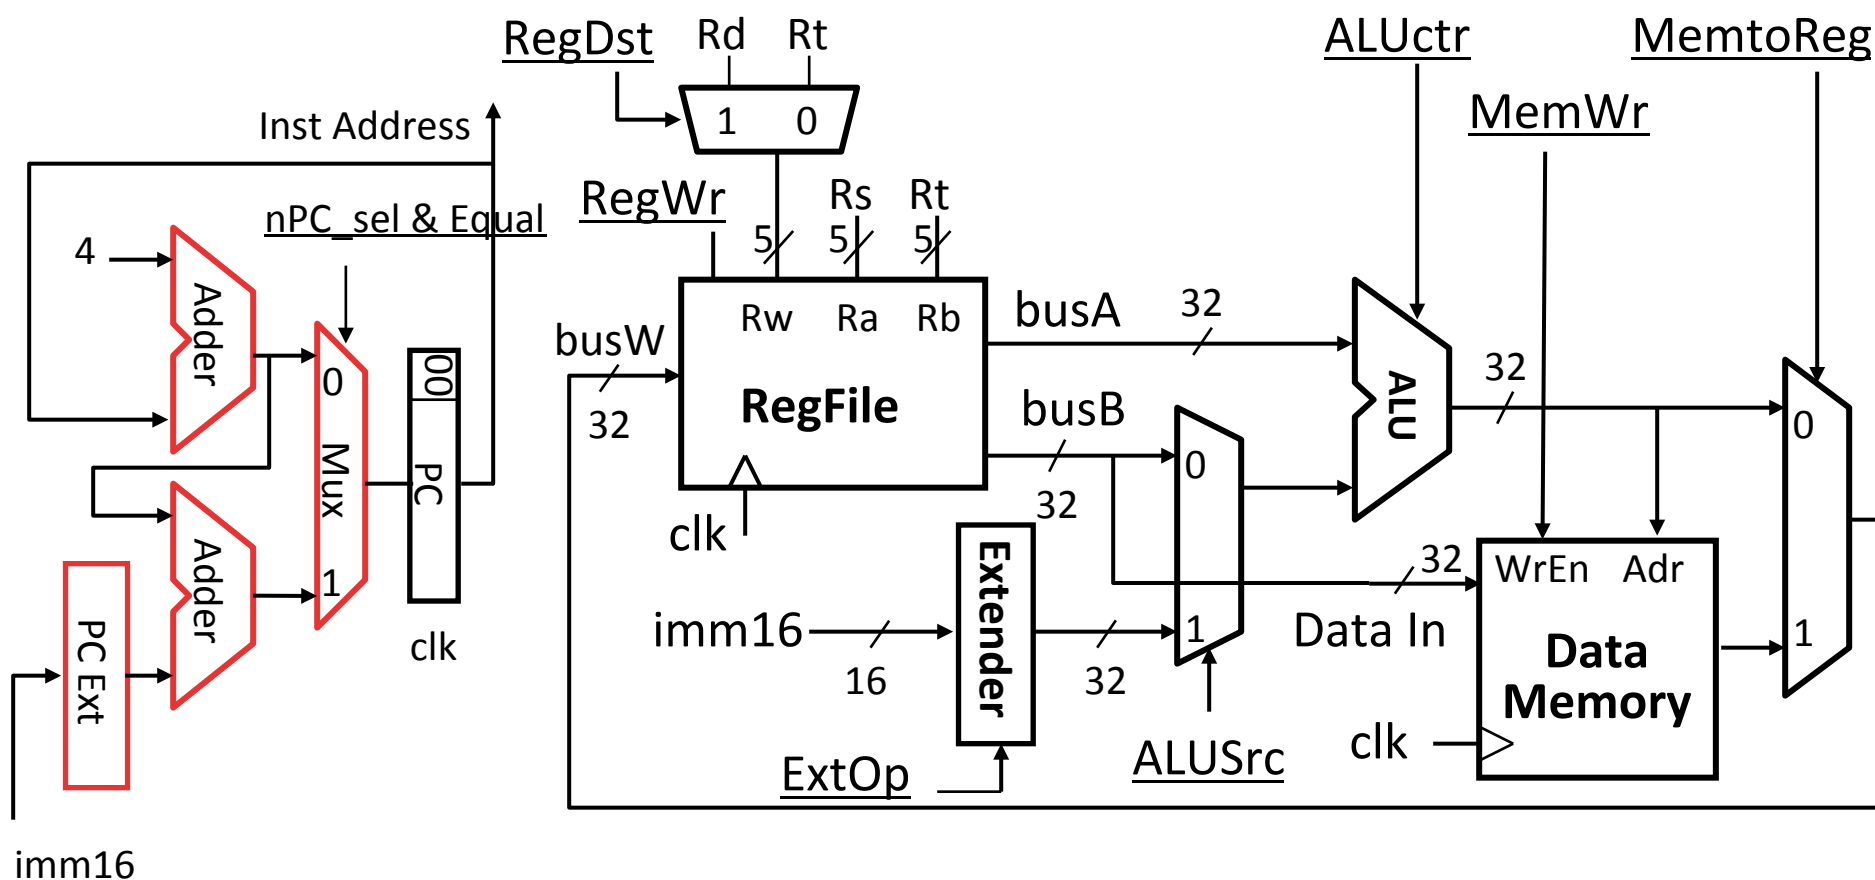 RegDst
Rd
Rt
ALUctr
MemtoReg
1
0
MemWr
Inst Address
nPC_sel & Equal
RegWr
Rs
Rt
5
5
5
4
Adder
Rw
Ra
Rb
busA
32
busW
32
RegFile
busB
32
clk
0
Mux
1
00
PC
clk
Adder
PC Ext
imm16
imm16
16
Extender
32
ExtOp
0
1
ALUSrc
ALU
32
0
1
32
Data In
WrEn
Adr
Data
Memory
clk